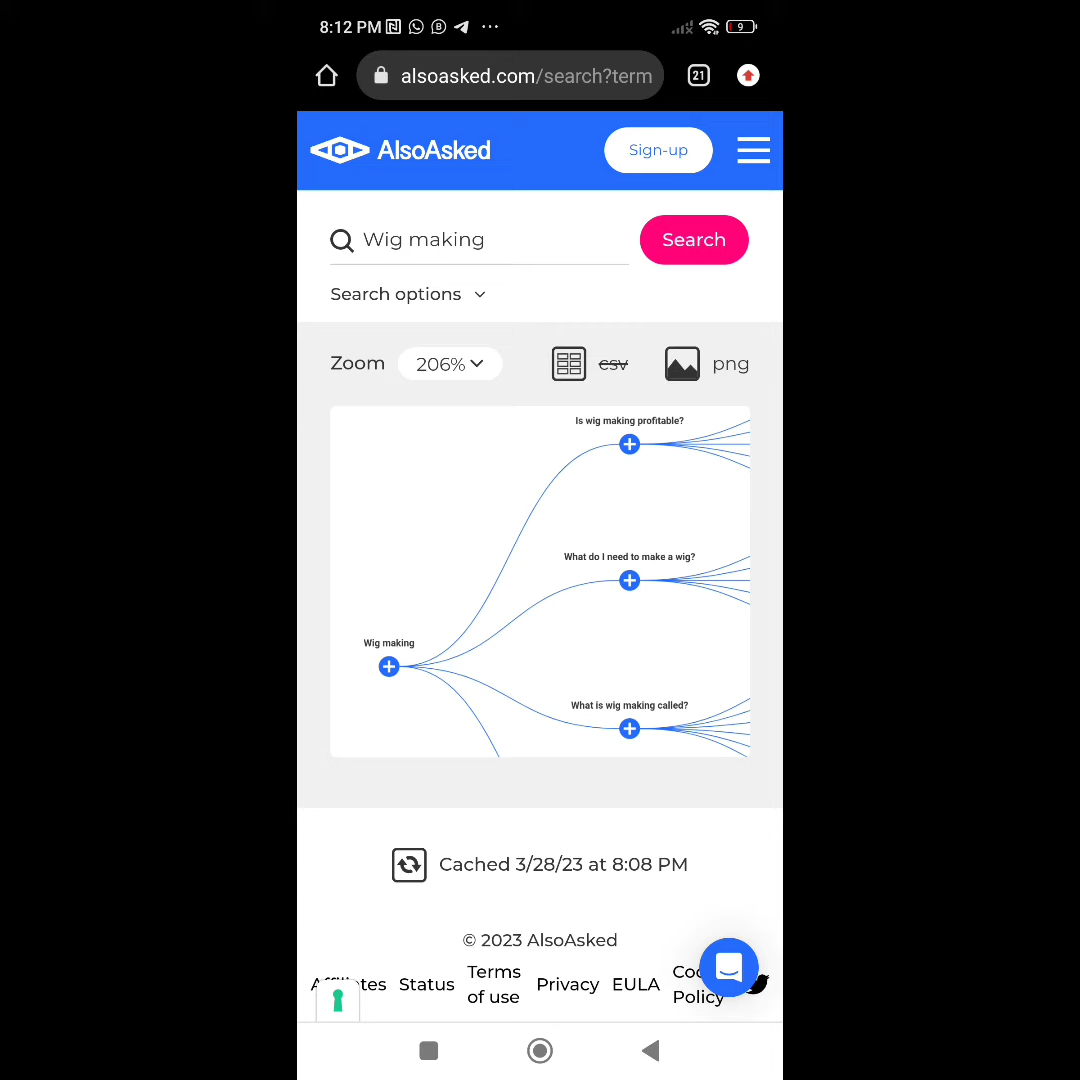 8:12 PM
9
alsoasked.com/search?term
21
AlsoAsked
Sign-up
Wig making
Search
Search options
Zoom
206%
csv
png
Is wig making profitable?
What do I need to make a wig?
Wig making
What is wig making called?
Cached 3/28/23 at 8:08 PM
© 2023 AlsoAsked
Affiliates Status Terms of use Privacy EULA Policy